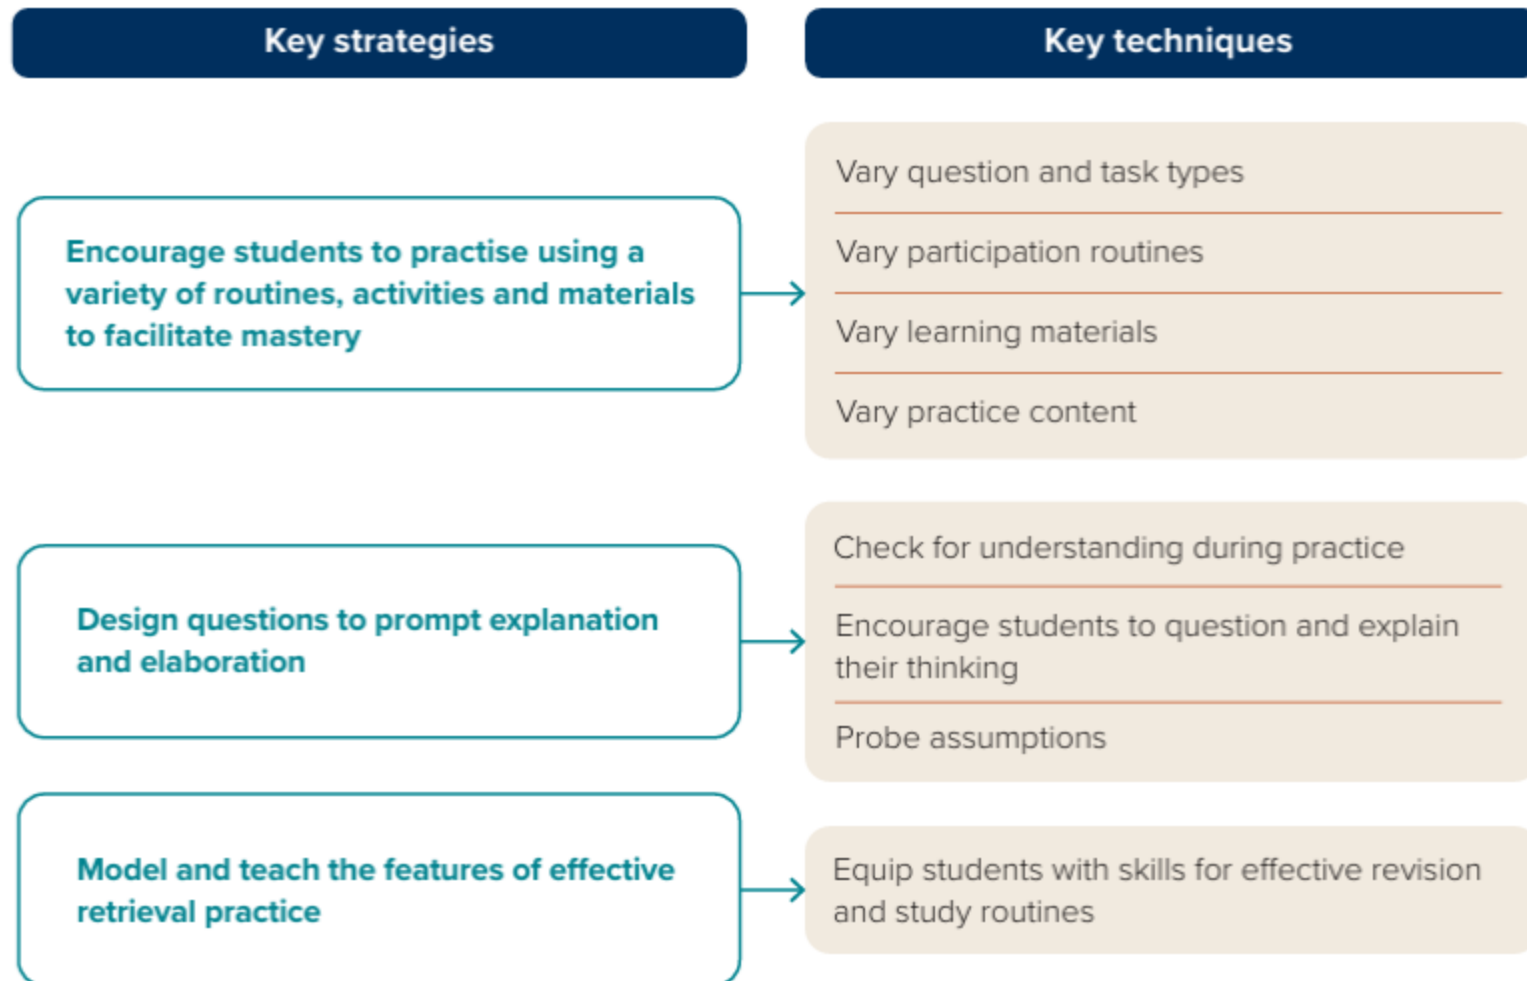 Key strategies
Key techniques
Encourage students to practise using a
variety of routines, activities and materials
to facilitate mastery
Vary question and task types
Vary participation routines
Vary learning materials
Vary practice content
Design questions to prompt explanation
and elaboration
Check for understanding during practice
Encourage students to question and explain
their thinking
Probe assumptions
Model and teach the features of effective
retrieval practice
Equip students with skills for effective revision
and study routines